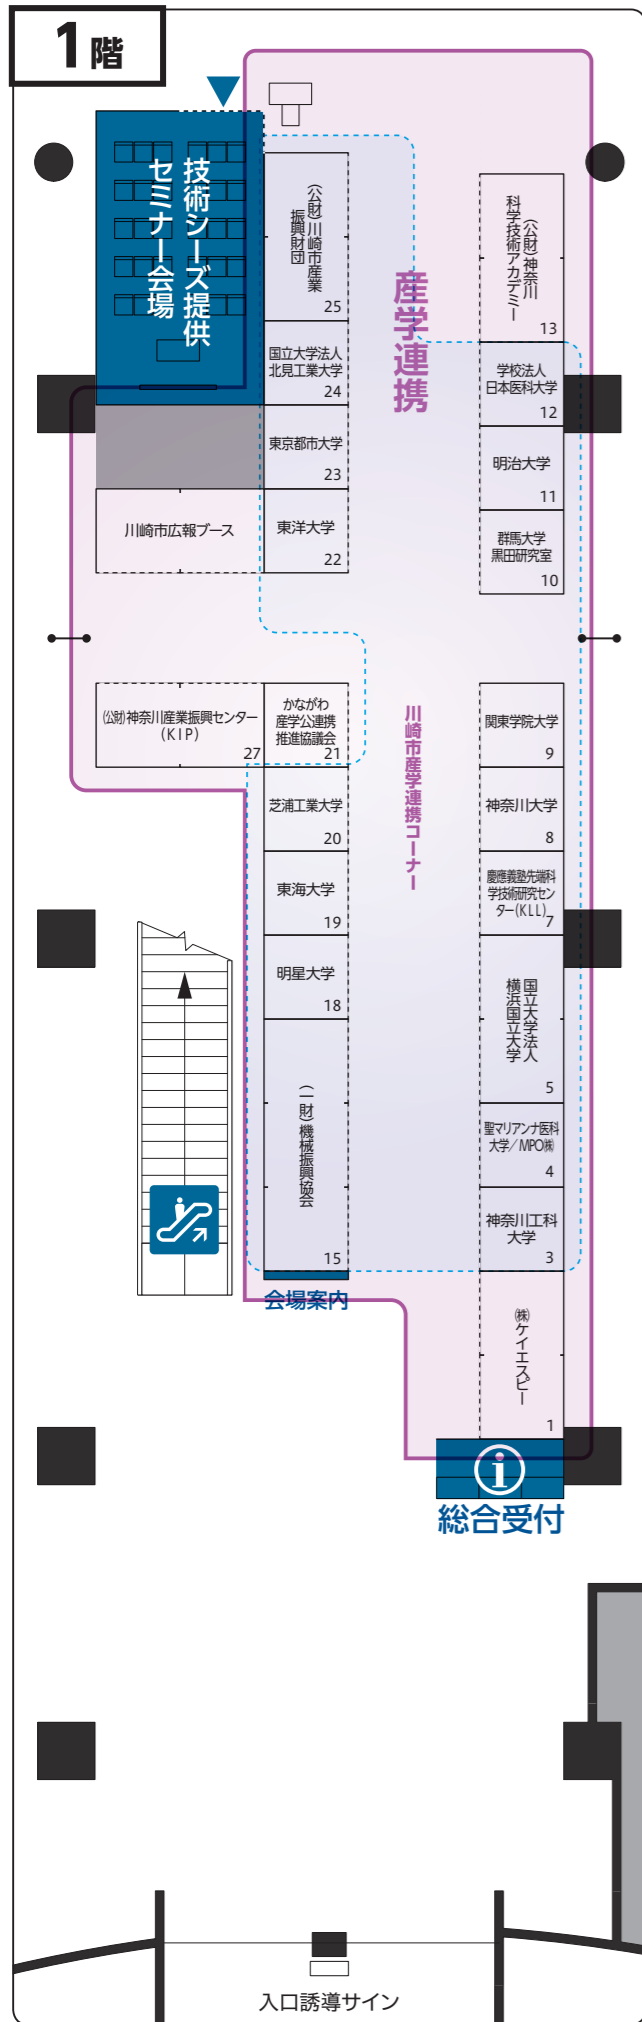 1階
技術シーズ提供
セミナー会場
産学連携
(公財)川崎市産業
振興財団
25
国立大学法人
北見工業大学
24
東京都市大学
23
東洋大学
22
川崎市広報ブース
(公財)神奈川
科学技術アカデミー
13
学校法人
日本医科大学
12
明治大学
11
群馬大学
黒田研究室
10
(公財)神奈川産業振興センター
(KIP)
27
かながわ
産学公連携
推進協議会
21
芝浦工業大学
20
東海大学
19
明星大学
18
(一財)機械振興協会
15
会場案内
川崎市産学連携コーナー
関東学院大学
9
神奈川大学
8
慶應義塾先端科
学技術研究セン
ター(KLL)
7
国立大学法人
横浜国立大学
5
聖マリアンナ医科
大学/MPO㈱
4
神奈川工科
大学
3
㈱ケイエスピー
1
i
総合受付
入口誘導サイン